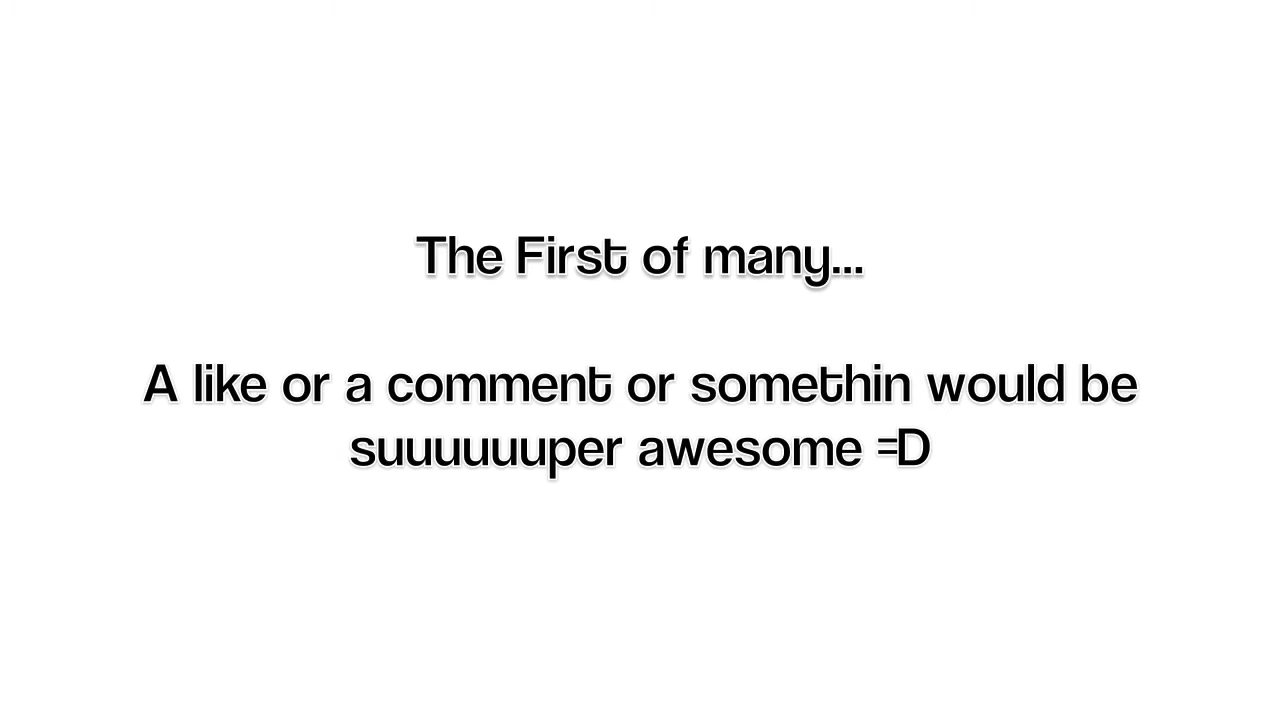 The First of many...
A like or a comment or somethin would be
suuuuuuper awesome =D